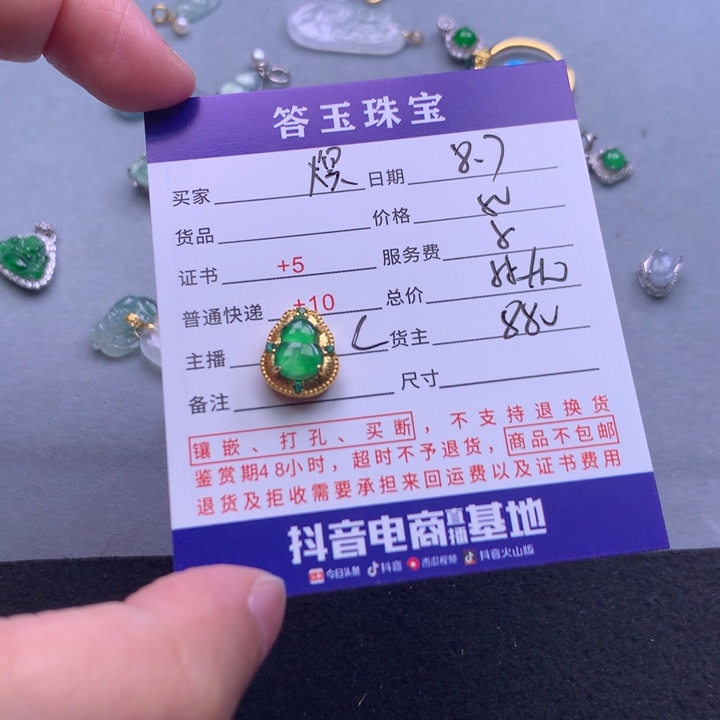 答玉珠宝
买家 煜 日期 8.7
货品 价格
证书 +5 服务费 8
普通快递 +10 总价
主播 L 货主
备注 尺寸
镶嵌、打孔、买断，不支持退换货
鉴赏期48小时，超时不予退货，商品不包邮
退货及拒收需要承担来回运费以及证书费用
抖音电商直播基地
今日头条 抖音 西瓜视频 抖音火山版